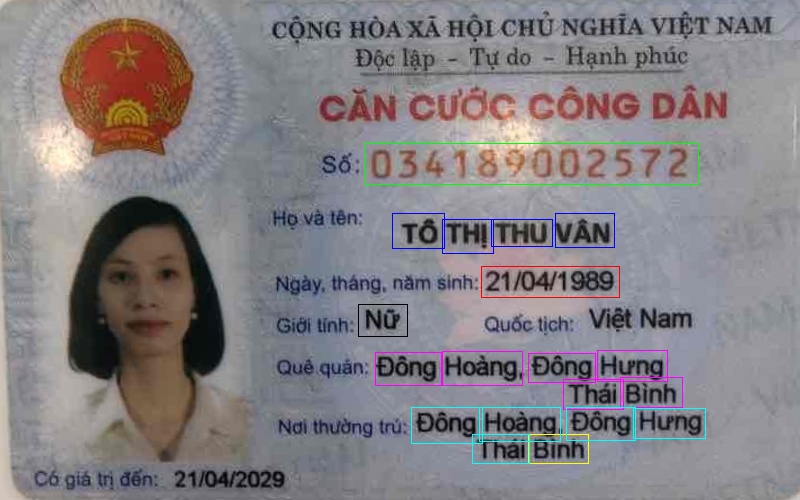 CỘNG HÒA XÃ HỘI CHỦ NGHĨA VIỆT NAM
Độc lập - Tự do - Hạnh phúc
CĂN CƯỚC CÔNG DÂN
Số: 034189002572
Họ và tên: TÔ THỊ THU VÂN
Ngày, tháng, năm sinh: 21/04/1989
Giới tính: Nữ Quốc tịch: Việt Nam
Quê quán: Đông Hoàng, Đông Hưng
Thái Bình
Nơi thường trú: Đông Hoàng, Đông Hưng
Thái Bình
Có giá trị đến: 21/04/2029